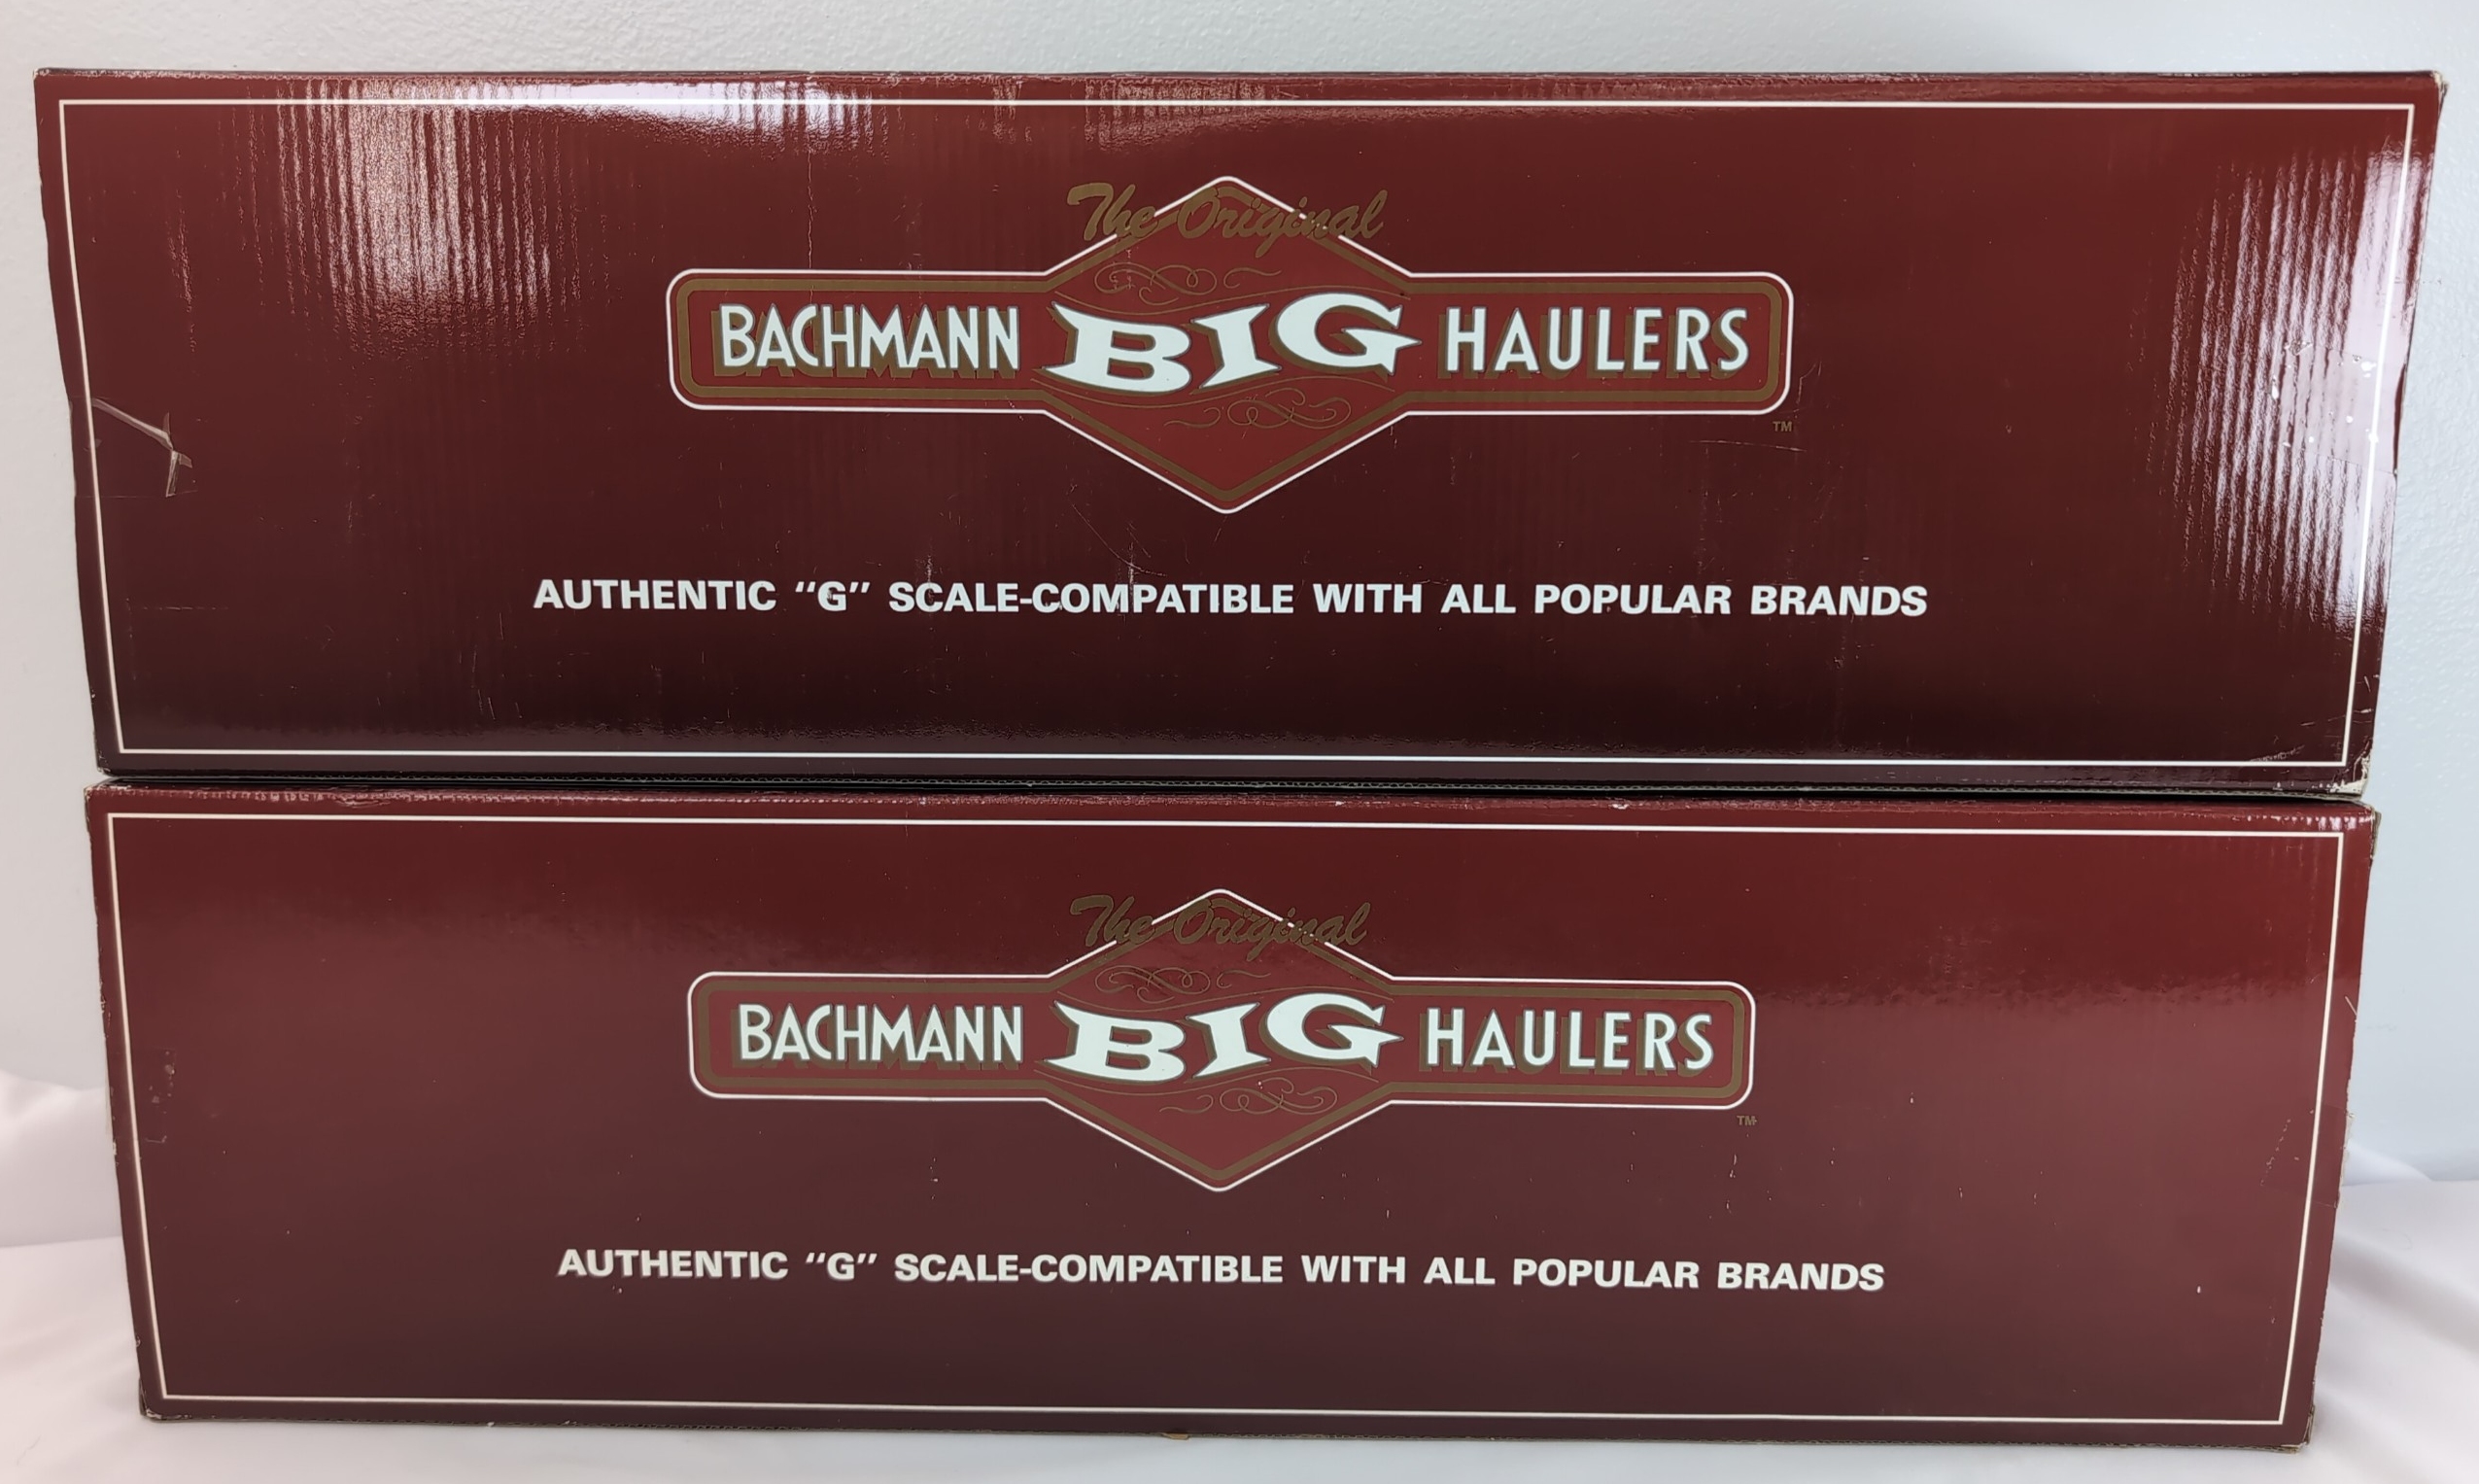 The Original
BACHMANN BIG HAULERS
TM
AUTHENTIC "G" SCALE-COMPATIBLE WITH ALL POPULAR BRANDS
The Original
BACHMANN BIG HAULERS
TM
AUTHENTIC "G" SCALE-COMPATIBLE WITH ALL POPULAR BRANDS